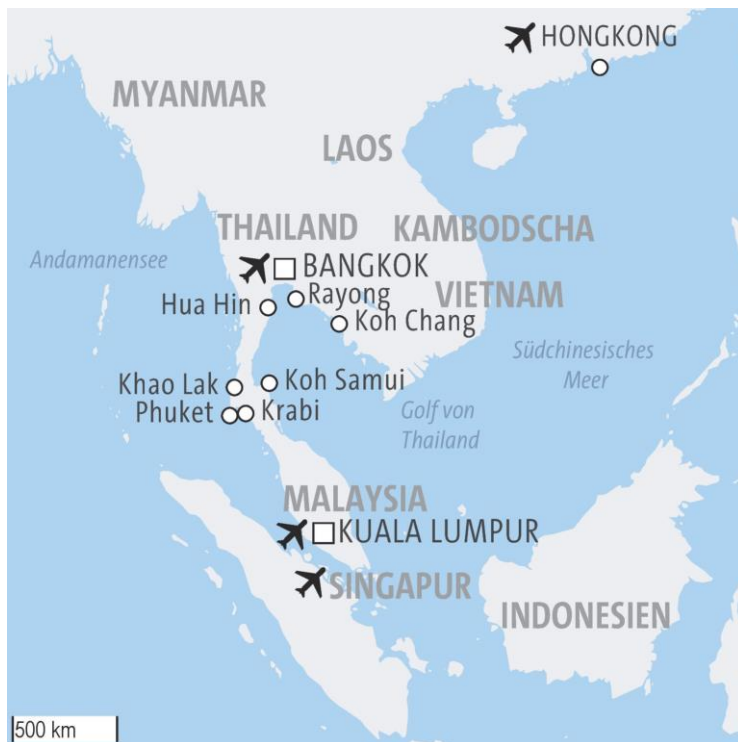 HONGKONG
MYANMAR
LAOS
THAILAND
KAMBODSCHA
Andamanensee
BANGKOK
Rayong
VIETNAM
Hua Hin
Koh Chang
Südchinesisches
Meer
Khao Lak
Koh Samui
Phuket
Krabi
Golf von
Thailand
MALAYSIA
KUALA LUMPUR
SINGAPUR
INDONESIEN
500 km